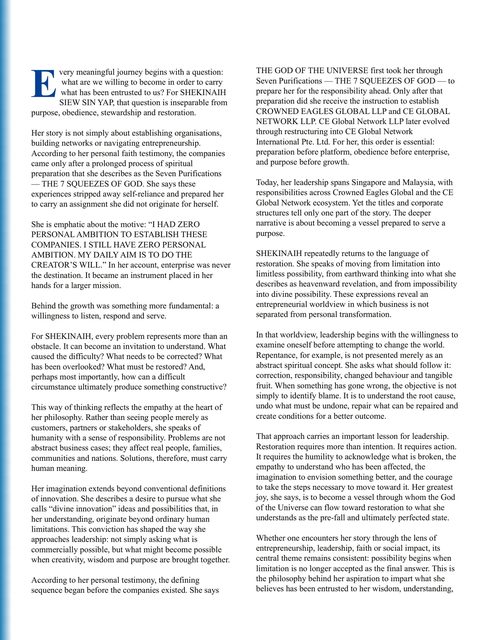 Every meaningful journey begins with a question:
what are we willing to become in order to carry
what has been entrusted to us? For SHEKINAIH
SIEW SIN YAP, that question is inseparable from
purpose, obedience, stewardship and restoration.
Her story is not simply about establishing organisations,
building networks or navigating entrepreneurship.
According to her personal faith testimony, the companies
came only after a prolonged process of spiritual
preparation that she describes as the Seven Purifications
— THE 7 SQUEEZES OF GOD. She says these
experiences stripped away self-reliance and prepared her
to carry an assignment she did not originate for herself.
She is emphatic about the motive: “I HAD ZERO
PERSONAL AMBITION TO ESTABLISH THESE
COMPANIES. I STILL HAVE ZERO PERSONAL
AMBITION. MY DAILY AIM IS TO DO THE
CREATOR’S WILL.” In her account, enterprise was never
the destination. It became an instrument placed in her
hands for a larger mission.
Behind the growth was something more fundamental: a
willingness to listen, respond and serve.
For SHEKINAIH, every problem represents more than an
obstacle. It can become an invitation to understand. What
caused the difficulty? What needs to be corrected? What
has been overlooked? What must be restored? And,
perhaps most importantly, how can a difficult
circumstance ultimately produce something constructive?
This way of thinking reflects the empathy at the heart of
her philosophy. Rather than seeing people merely as
customers, partners or stakeholders, she speaks of
humanity with a sense of responsibility. Problems are not
abstract business cases; they affect real people, families,
communities and nations. Solutions, therefore, must carry
human meaning.
Her imagination extends beyond conventional definitions
of innovation. She describes a desire to pursue what she
calls “divine innovation” ideas and possibilities that, in
her understanding, originate beyond ordinary human
limitations. This conviction has shaped the way she
approaches leadership: not simply asking what is
commercially possible, but what might become possible
when creativity, wisdom and purpose are brought together.
According to her personal testimony, the defining
sequence began before the companies existed. She says
THE GOD OF THE UNIVERSE first took her through
Seven Purifications — THE 7 SQUEEZES OF GOD — to
prepare her for the responsibility ahead. Only after that
preparation did she receive the instruction to establish
CROWNED EAGLES GLOBAL LLP and CE GLOBAL
NETWORK LLP. CE Global Network LLP later evolved
through restructuring into CE Global Network
International Pte. Ltd. For her, this order is essential:
preparation before platform, obedience before enterprise,
and purpose before growth.
Today, her leadership spans Singapore and Malaysia, with
responsibilities across Crowned Eagles Global and the CE
Global Network ecosystem. Yet the titles and corporate
structures tell only one part of the story. The deeper
narrative is about becoming a vessel prepared to serve a
purpose.
SHEKINAIH repeatedly returns to the language of
restoration. She speaks of moving from limitation into
limitless possibility, from earthward thinking into what she
describes as heavenward revelation, and from impossibility
into divine possibility. These expressions reveal an
entrepreneurial worldview in which business is not
separated from personal transformation.
In that worldview, leadership begins with the willingness to
examine oneself before attempting to change the world.
Repentance, for example, is not presented merely as an
abstract spiritual concept. She asks what should follow it:
correction, responsibility, changed behaviour and tangible
fruit. When something has gone wrong, the objective is not
simply to identify blame. It is to understand the root cause,
undo what must be undone, repair what can be repaired and
create conditions for a better outcome.
That approach carries an important lesson for leadership.
Restoration requires more than intention. It requires action.
It requires the humility to acknowledge what is broken, the
empathy to understand who has been affected, the
imagination to envision something better, and the courage
to take the steps necessary to move toward it. Her greatest
joy, she says, is to become a vessel through whom the God
of the Universe can flow toward restoration to what she
understands as the pre-fall and ultimately perfected state.
Whether one encounters her story through the lens of
entrepreneurship, leadership, faith or social impact, its
central theme remains consistent: possibility begins when
limitation is no longer accepted as the final answer. This is
the philosophy behind her aspiration to impart what she
believes has been entrusted to her wisdom, understanding,